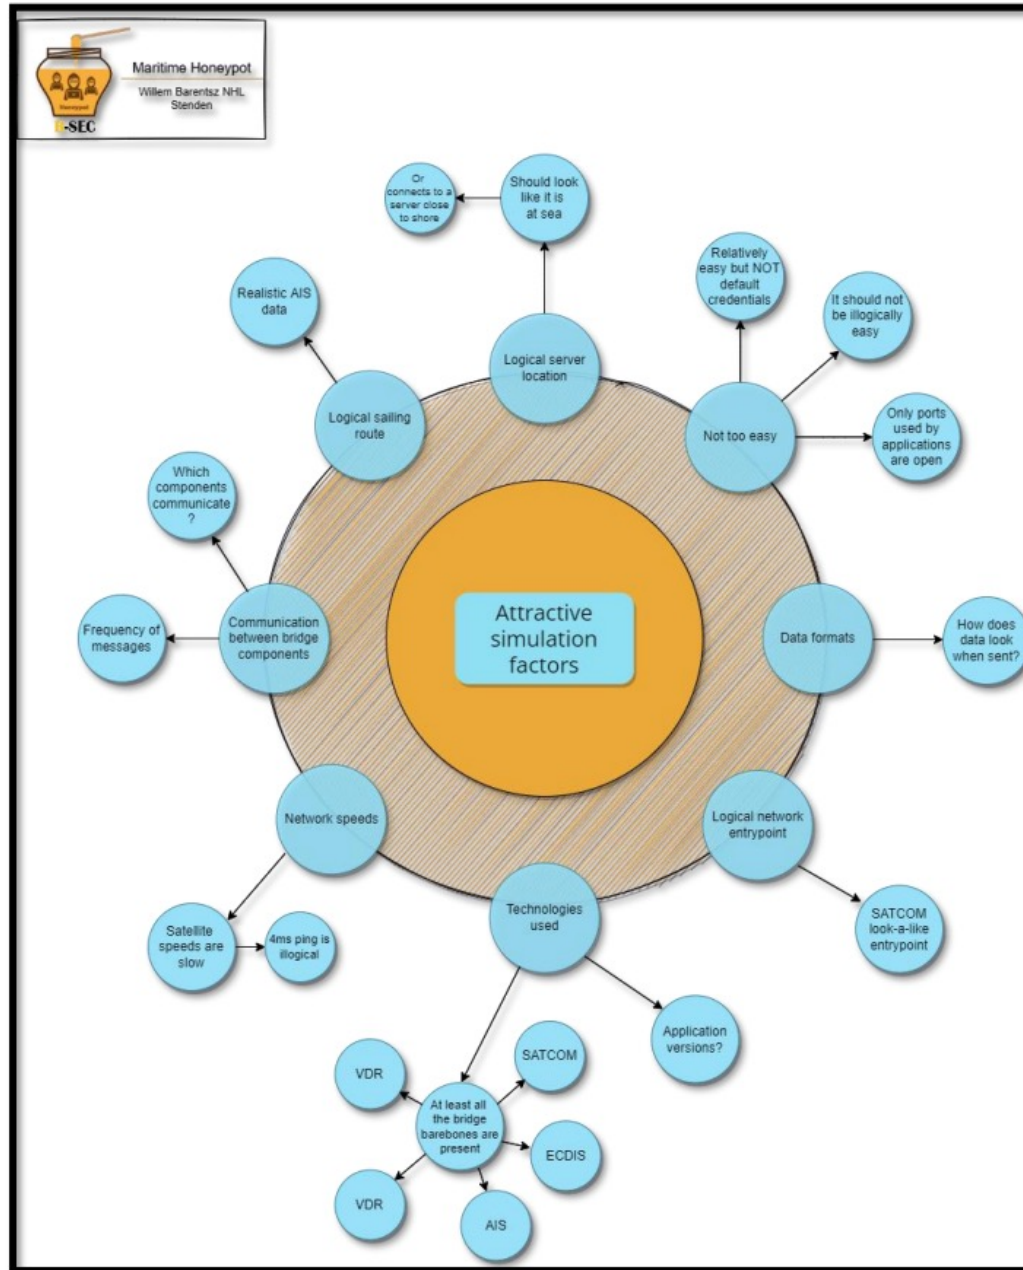 Maritime Honeypot
Willem Barentsz NHL
Stenden
Honeypot
B-SEC
Or
connects to a
server close
to shore
Should look
like it is
at sea
Relatively
easy but NOT
default
credentials
It should not
be illogically
easy
Realistic AIS
data
Logical server
location
Logical sailing
route
Not too easy
Only ports
used by
applications
are open
Which
components
communicate
?
Attractive
simulation
factors
Frequency of
messages
Communication
between bridge
components
Data formats
How does
data look
when sent?
Network speeds
Logical network
entrypoint
Satellite
speeds are
slow
4ms ping is
illogical
Technologies
used
SATCOM
look-a-like
entrypoint
Application
versions?
VDR
SATCOM
At least all
the bridge
barebones are
present
ECDIS
VDR
AIS